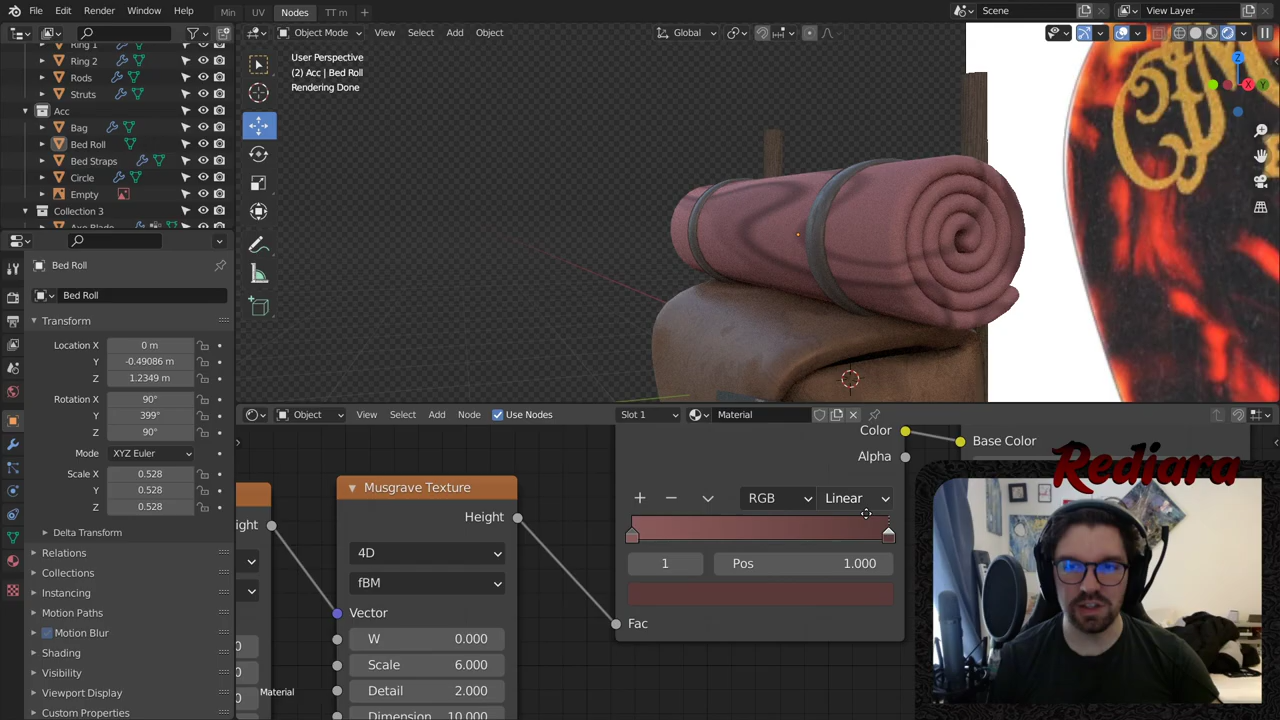 File Edit Render Window Help Min UV Nodes TT m + Scene View Layer
Object Mode View Select Add Object Global
Ring 1
Ring 2
Rods
Struts
Acc
Bag
Bed Roll
Bed Straps
Circle
Empty
Collection 3
Axe Blade
User Perspective
(2) Acc | Bed Roll
Rendering Done
Z
X
Y
Bed Roll
Bed Roll
Transform
Location X 0 m
Y -0.49086 m
Z 1.2349 m
Rotation X 90°
Y 399°
Z 90°
Mode XYZ Euler
Scale X 0.528
Y 0.528
Z 0.528
Delta Transform
Relations
Collections
Instancing
Motion Paths
Motion Blur
Shading
Visibility
Viewport Display
Custom Properties
Object View Select Add Node Use Nodes Slot 1 Material
Color
Alpha
Base Color
RGB Linear
1 Pos 1.000
Fac
Musgrave Texture
Height
4D
fBM
Vector
W 0.000
Scale 6.000
Detail 2.000
Dimension 10.000
ight
0
0
Material
Rediara